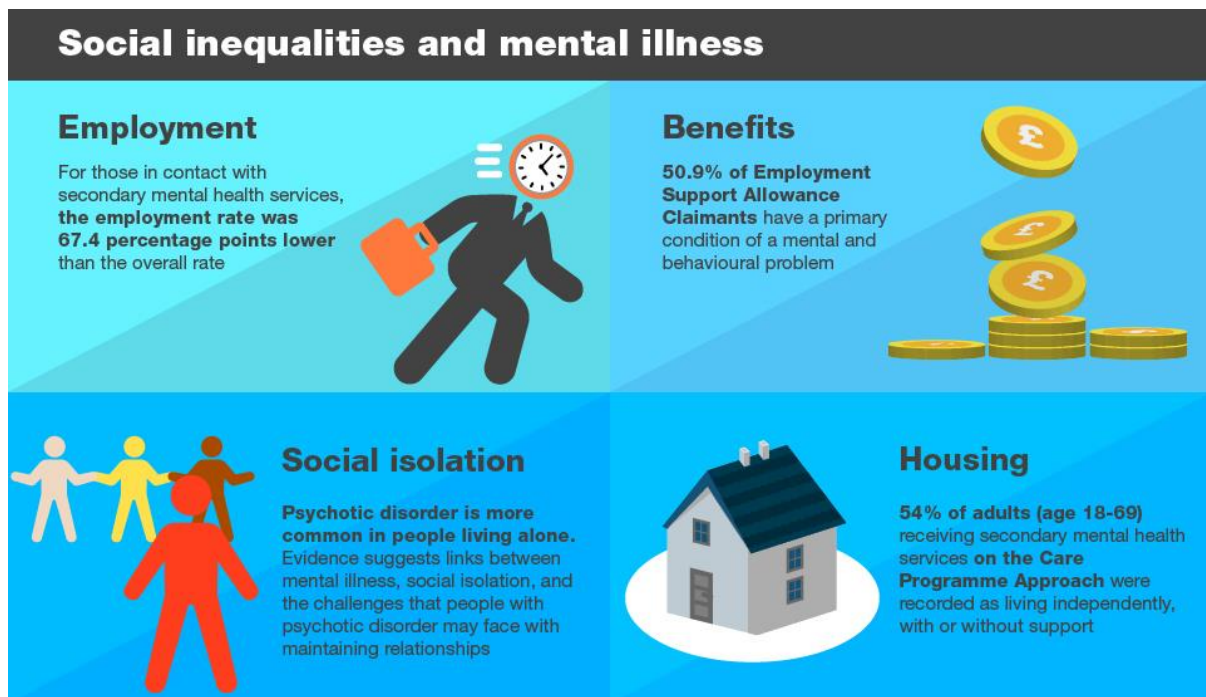 Social inequalities and mental illness
Employment
For those in contact with
secondary mental health services,
the employment rate was
67.4 percentage points lower
than the overall rate
Benefits
50.9% of Employment
Support Allowance
Claimants have a primary
condition of a mental and
behavioural problem
£
£
£
Social isolation
Psychotic disorder is more
common in people living alone.
Evidence suggests links between
mental illness, social isolation, and
the challenges that people with
psychotic disorder may face with
maintaining relationships
Housing
54% of adults (age 18-69)
receiving secondary mental health
services on the Care
Programme Approach were
recorded as living independently,
with or without support